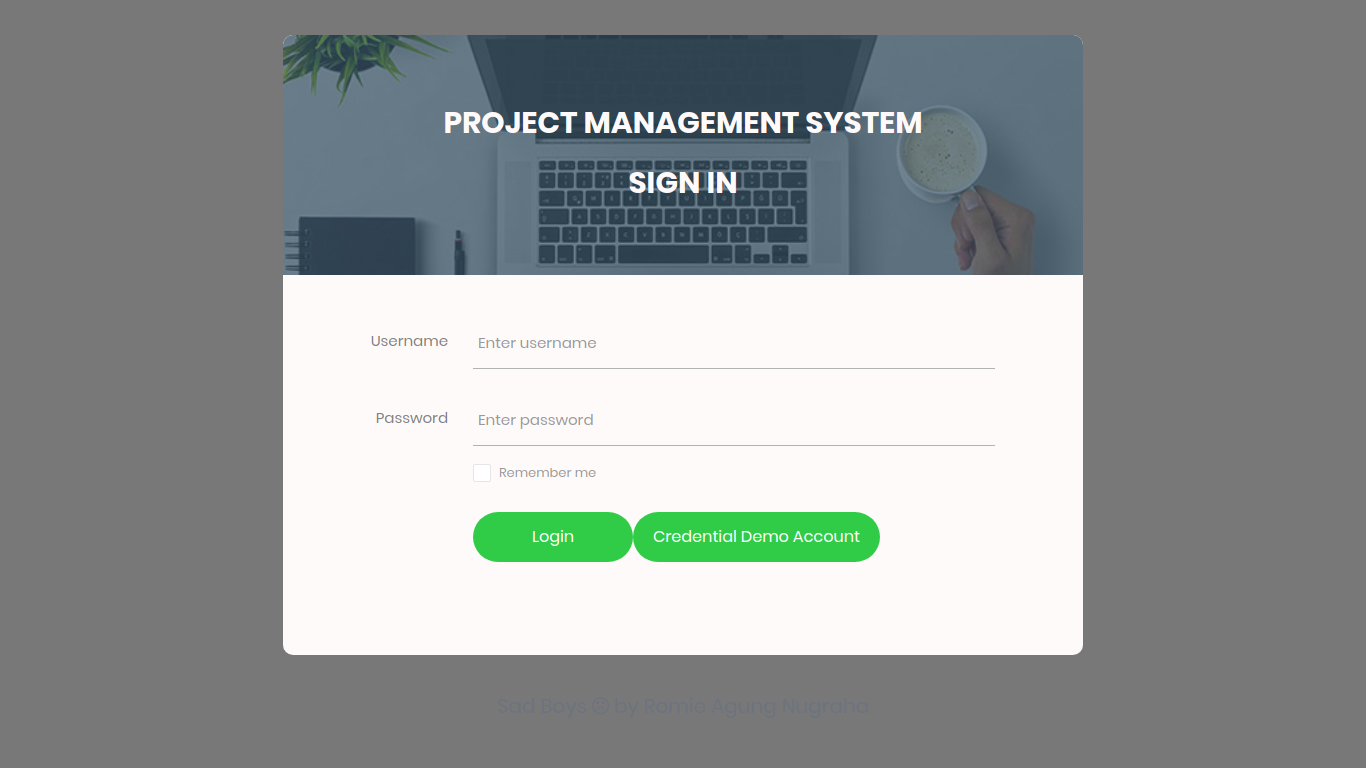 PROJECT MANAGEMENT SYSTEM
SIGN IN
Username
Enter username
Password
Enter password
Remember me
Login
Credential Demo Account
Sad Boys ☹ by Romie Agung Nugraha